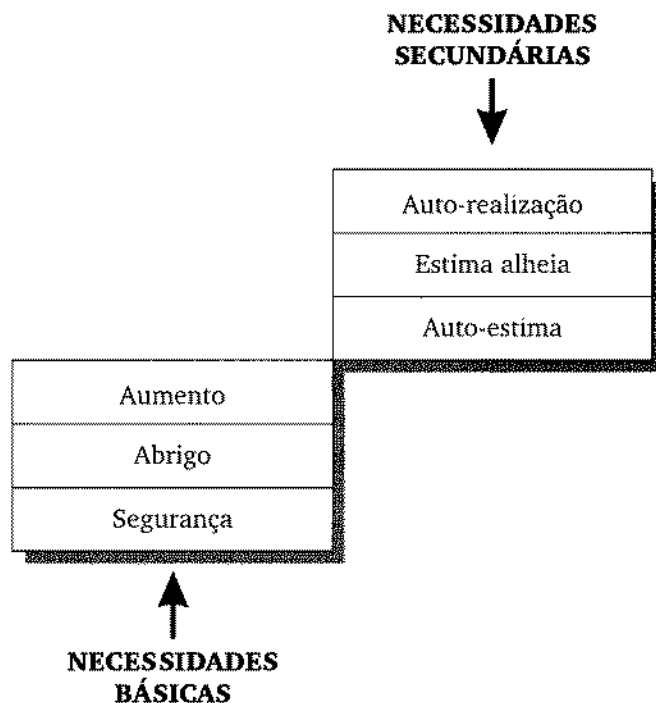 NECESSIDADES
SECUNDÁRIAS
Auto-realização
Estima alheia
Auto-estima
Aumento
Abrigo
Segurança
NECESSIDADES
BÁSICAS